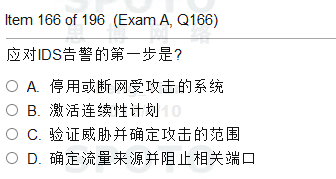 Item 166 of 196 (Exam A, Q166)
应对IDS告警的第一步是?
A. 停用或断网受攻击的系统
B. 激活连续性计划
C. 验证威胁并确定攻击的范围
D. 确定流量来源并阻止相关端口